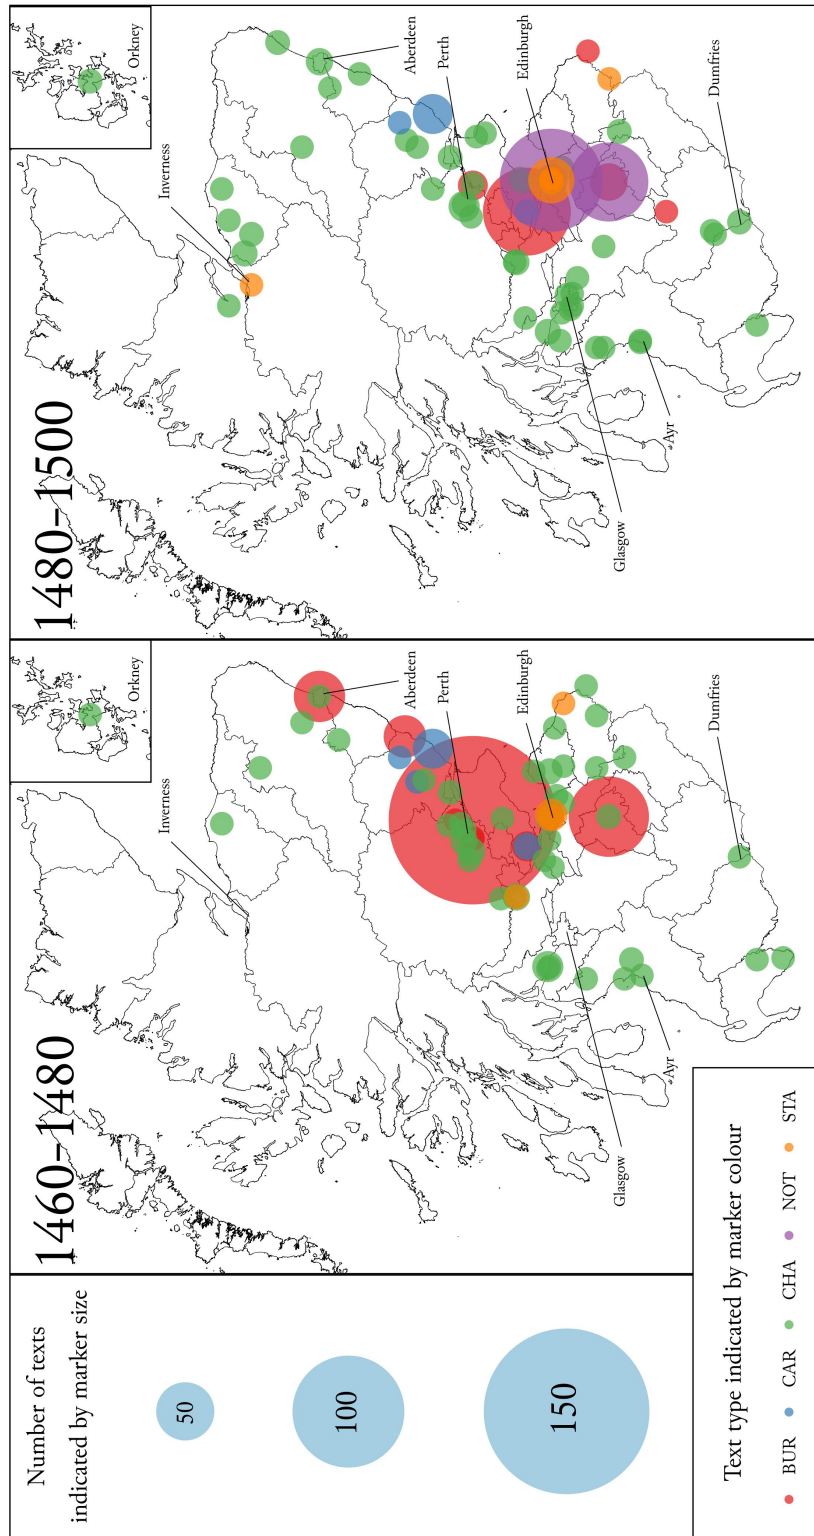 Number of texts
indicated by marker size
50
100
150
Text type indicated by marker colour
BUR
CAR
CHA
NOT
STA
1460–1480
Orkney
Inverness
Aberdeen
Perth
Edinburgh
Dumfries
Ayr
Glasgow
1480–1500
Orkney
Inverness
Aberdeen
Perth
Edinburgh
Dumfries
Ayr
Glasgow